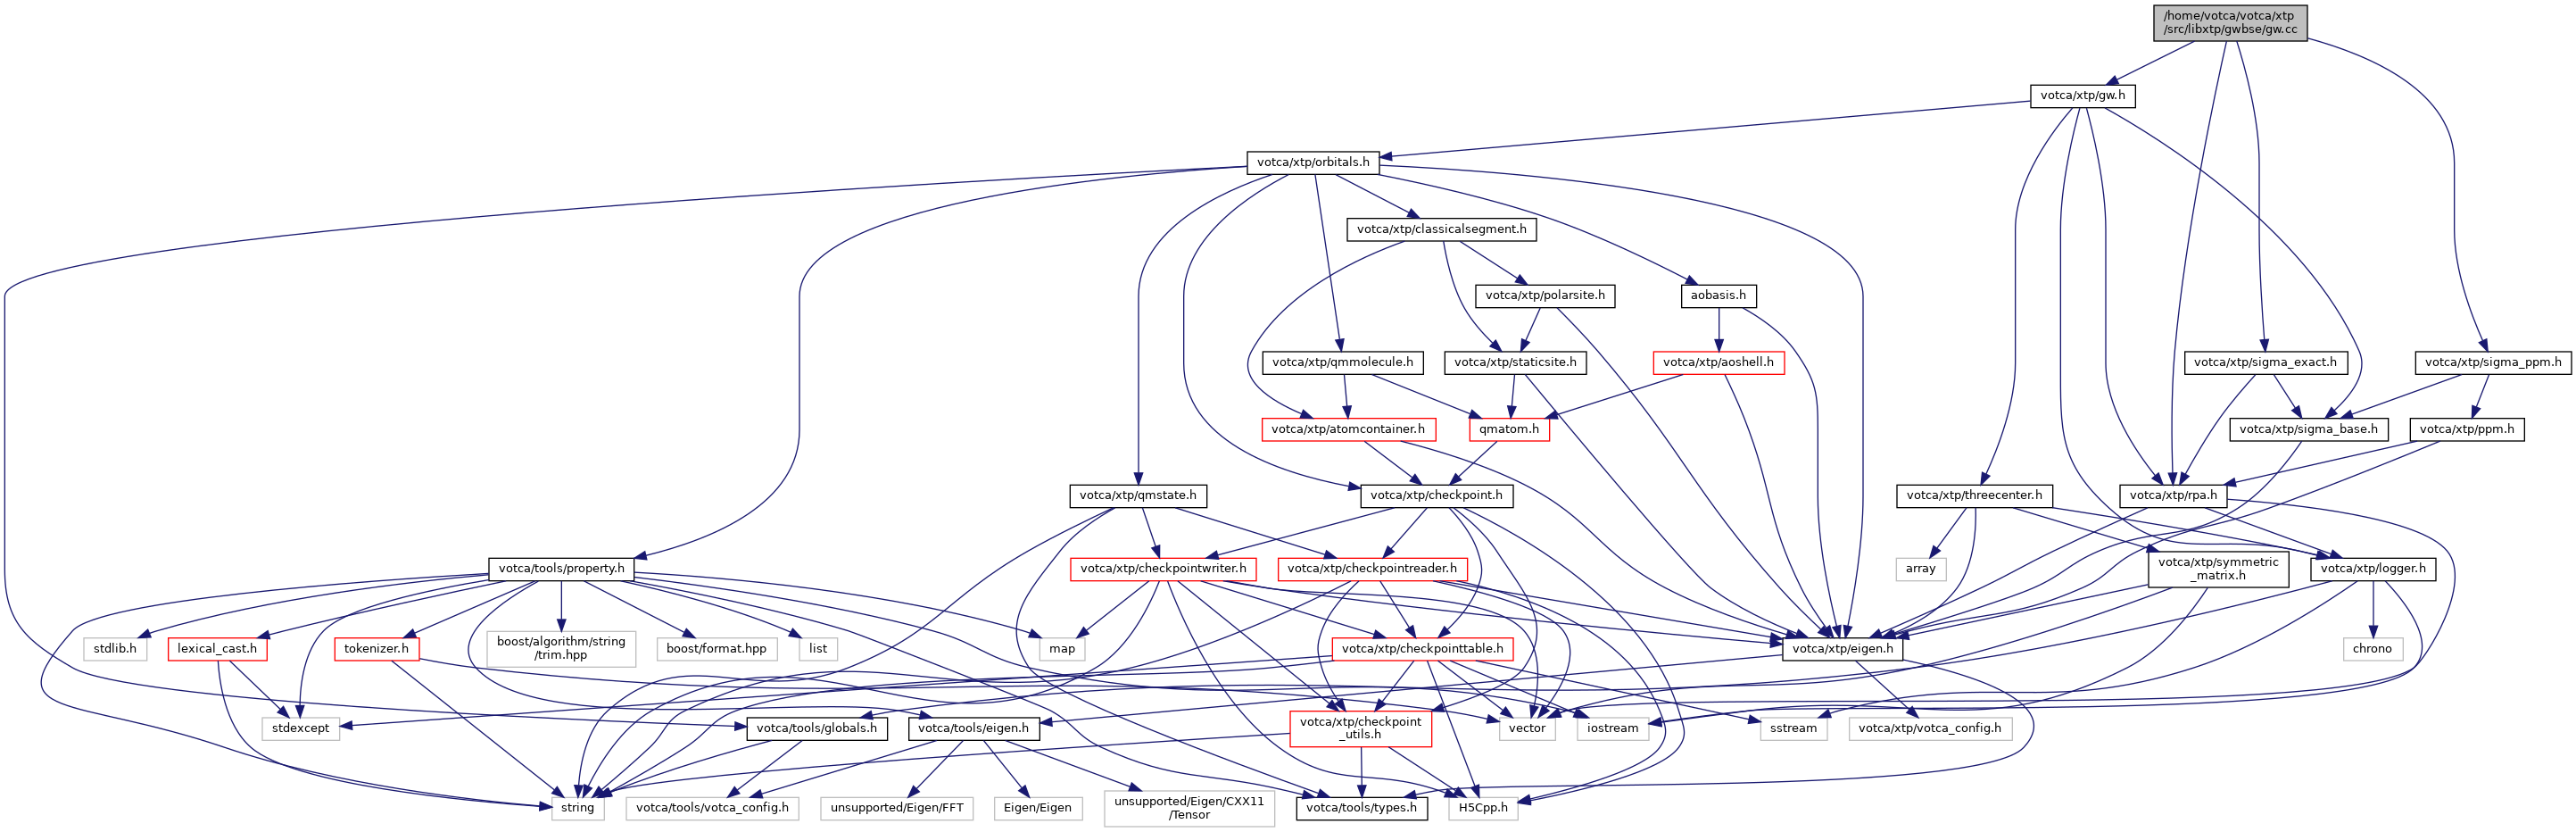 /home/votca/votca/xtp
/src/libxtp/gwbse/gw.cc
votca/xtp/gw.h
votca/xtp/orbitals.h
votca/xtp/classicalsegment.h
votca/xtp/polarsite.h
aobasis.h
votca/xtp/qmmolecule.h
votca/xtp/staticsite.h
votca/xtp/aoshell.h
votca/xtp/sigma_exact.h
votca/xtp/sigma_ppm.h
votca/xtp/atomcontainer.h
qmatom.h
votca/xtp/sigma_base.h
votca/xtp/ppm.h
votca/xtp/qmstate.h
votca/xtp/checkpoint.h
votca/xtp/threecenter.h
votca/xtp/rpa.h
votca/tools/property.h
votca/xtp/checkpointwriter.h
votca/xtp/checkpointreader.h
array
votca/xtp/symmetric
_matrix.h
votca/xtp/logger.h
stdlib.h
lexical_cast.h
tokenizer.h
boost/algorithm/string
/trim.hpp
boost/format.hpp
list
map
votca/xtp/checkpointtable.h
votca/xtp/eigen.h
chrono
stdexcept
votca/tools/globals.h
votca/tools/eigen.h
votca/xtp/checkpoint
_utils.h
vector
iostream
sstream
votca/xtp/votca_config.h
string
votca/tools/votca_config.h
unsupported/Eigen/FFT
Eigen/Eigen
unsupported/Eigen/CXX11
/Tensor
votca/tools/types.h
H5Cpp.h